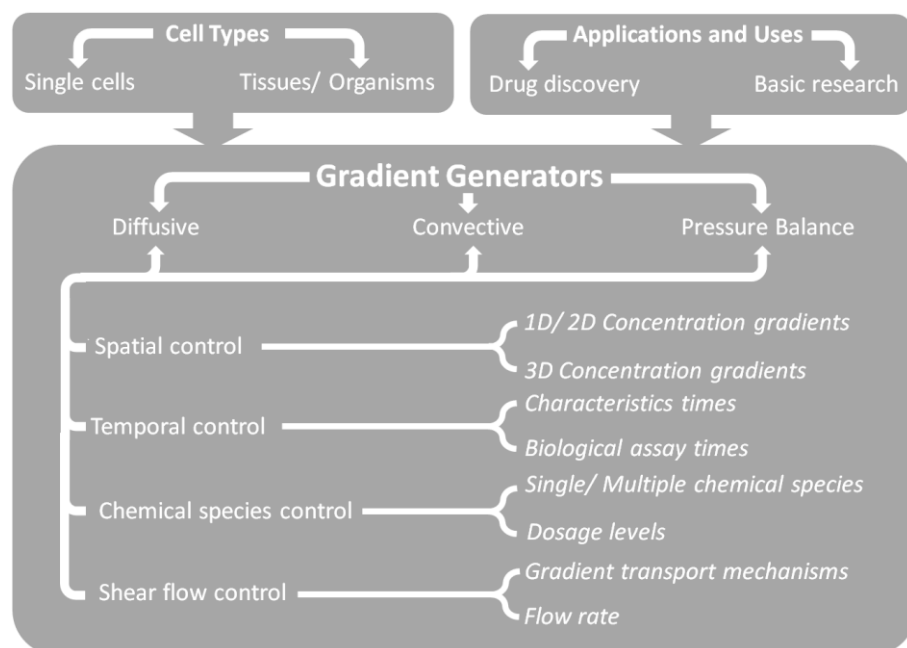 Cell Types
Single cells
Tissues/ Organisms
Applications and Uses
Drug discovery
Basic research
Gradient Generators
Diffusive
Convective
Pressure Balance
Spatial control
1D/ 2D Concentration gradients
3D Concentration gradients
Temporal control
Characteristics times
Biological assay times
Chemical species control
Single/ Multiple chemical species
Dosage levels
Shear flow control
Gradient transport mechanisms
Flow rate